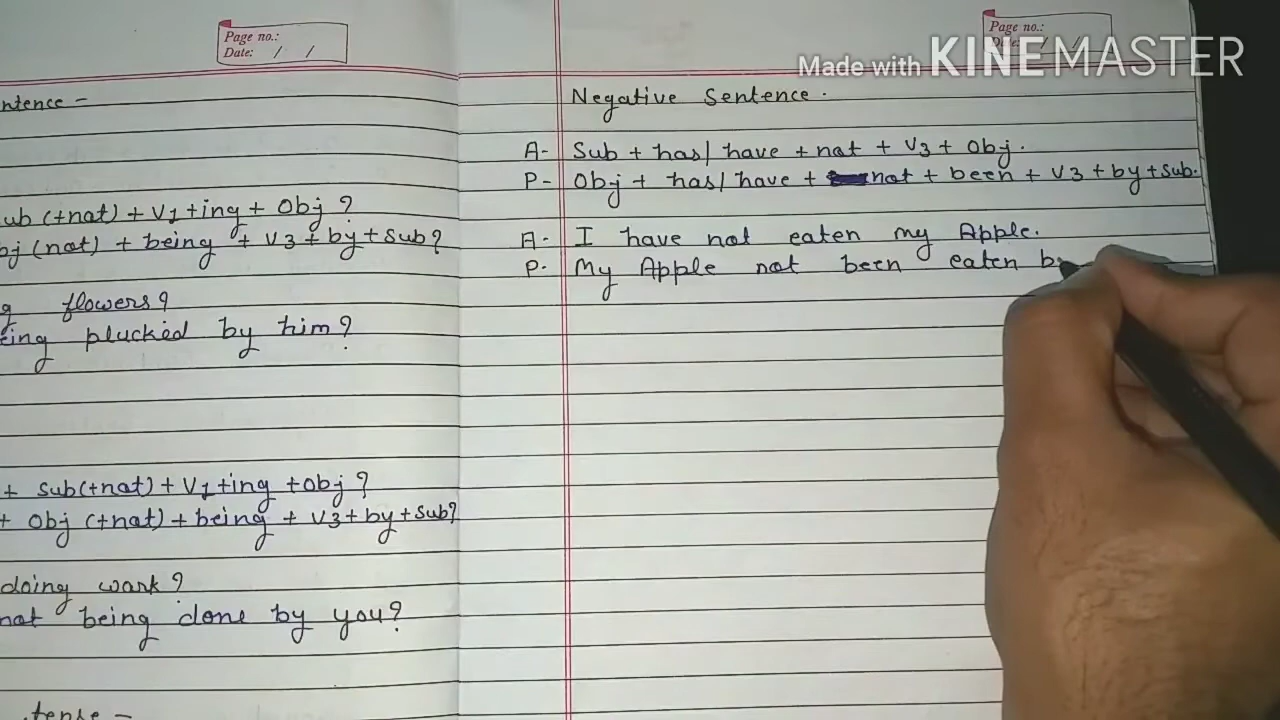 Page no.:
Date: / /
ntence -
ub (+not) + V1 + ing + Obj ?
bj (not) + being + V3 + by + sub?
g flowers?
eing plucked by him?
+ sub(+not) + V1 + ing + obj ?
+ obj (+not) + being + V3 + by + sub?
doing work?
not being done by you?
tense -
Page no.:
Date: / /
Made with KINEMASTER
Negative Sentence.
A- Sub + has/have + not + V3 + Obj.
P- Obj + has/have + not + been + V3 + by + sub.
A- I have not eaten my Apple.
P- My Apple not been eaten b